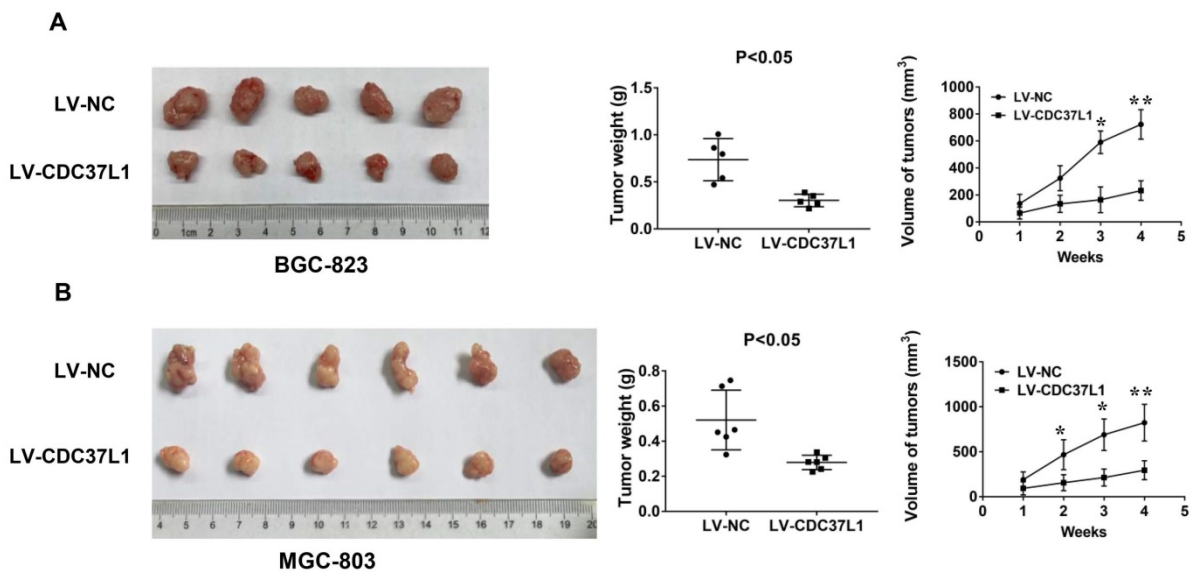 A
LV-NC
LV-CDC37L1
0 1cm 2 3 4 5 6 7 8 9 10 11 12
BGC-823
P<0.05
Tumor weight (g)
1.5
1.0
0.5
0.0
LV-NC LV-CDC37L1
Volume of tumors (mm³)
1000
800
600
400
200
0
LV-NC
LV-CDC37L1
*
**
0 1 2 3 4 5
Weeks
B
LV-NC
LV-CDC37L1
4 5 6 7 8 9 10 11 12 13 14 15 16 17 18 19 20
MGC-803
P<0.05
Tumor weight (g)
0.8
0.6
0.4
0.2
0.0
LV-NC LV-CDC37L1
Volume of tumors (mm³)
1500
1000
500
0
LV-NC
LV-CDC37L1
*
*
**
0 1 2 3 4 5
Weeks